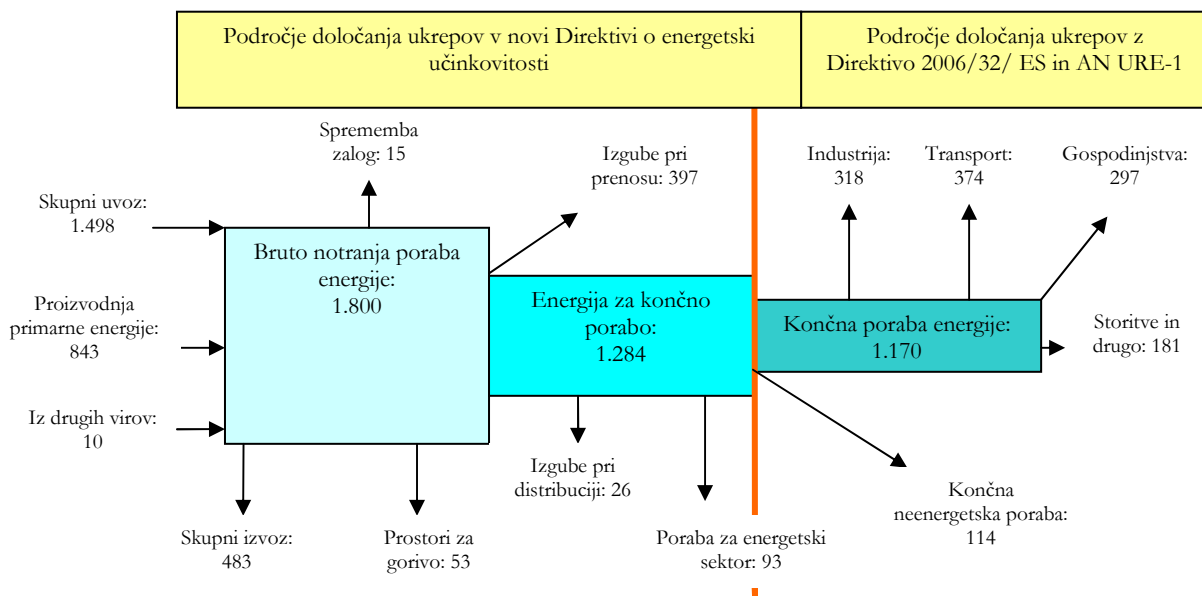 Področje določanja ukrepov v novi Direktivi o energetski
učinkovitosti
Področje določanja ukrepov z
Direktivo 2006/32/ ES in AN URE-1
Sprememba
zalog: 15
Izgube pri
prenosu: 397
Industrija:
318
Transport:
374
Gospodinjstva:
297
Skupni uvoz:
1.498
Bruto notranja poraba
energije:
1.800
Proizvodnja
primarne energije:
843
Energija za končno
porabo:
1.284
Končna poraba energije:
1.170
Storitve in
drugo: 181
Iz drugih virov:
10
Izgube pri
distribuciji: 26
Končna
neenergetska poraba:
114
Skupni izvoz:
483
Prostori za
gorivo: 53
Poraba za energetski
sektor: 93